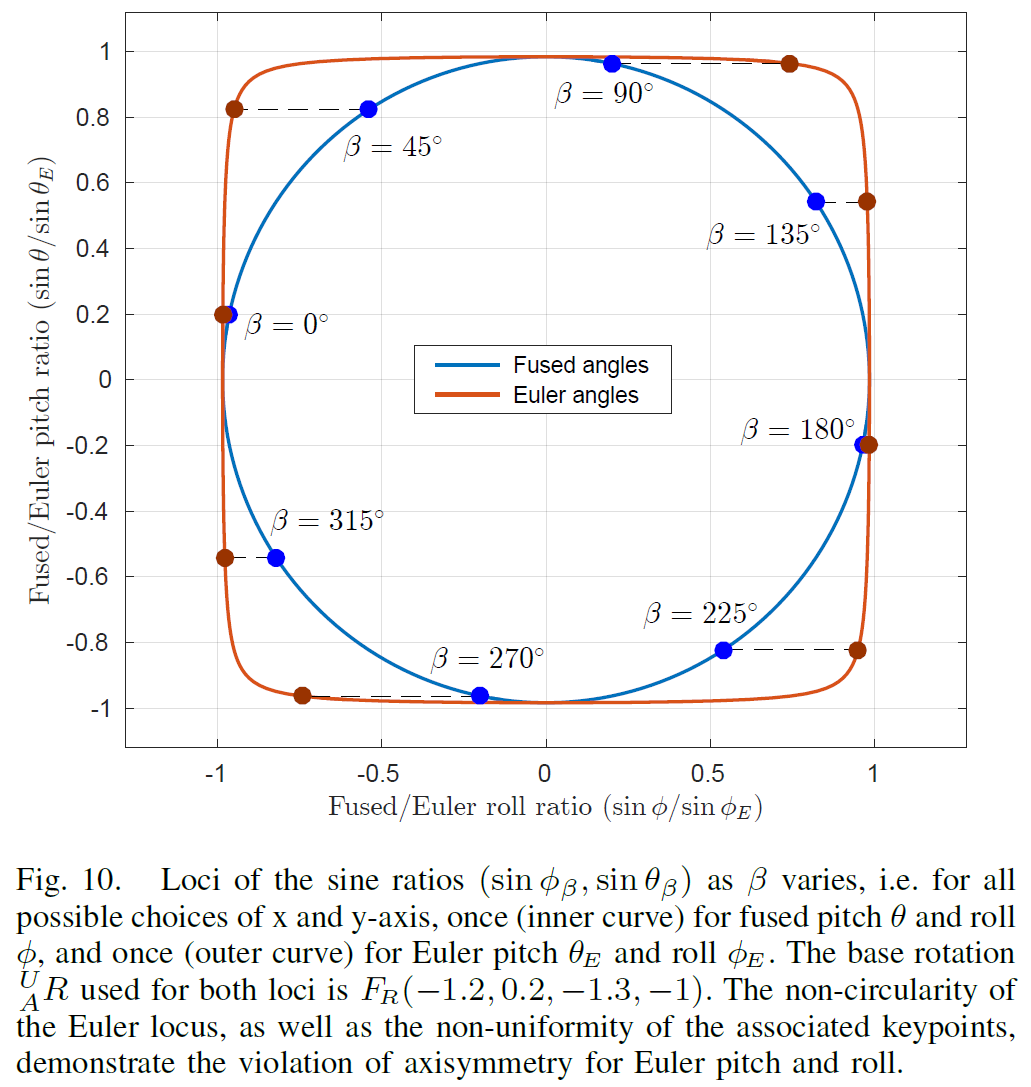 1
0.8
0.6
0.4
0.2
0
-0.2
-0.4
-0.6
-0.8
-1
Fused/Euler pitch ratio (sin θ/sin θ_E)
β = 90°
β = 45°
β = 135°
β = 0°
Fused angles
Euler angles
β = 180°
β = 315°
β = 225°
β = 270°
-1
-0.5
0
0.5
1
Fused/Euler roll ratio (sin ϕ/sin ϕ_E)
Fig. 10. Loci of the sine ratios (sin ϕ_β, sin θ_β) as β varies, i.e. for all
possible choices of x and y-axis, once (inner curve) for fused pitch θ and roll
ϕ, and once (outer curve) for Euler pitch θ_E and roll ϕ_E. The base rotation
^U_A R used for both loci is F_R(−1.2, 0.2, −1.3, −1). The non-circularity of
the Euler locus, as well as the non-uniformity of the associated keypoints,
demonstrate the violation of axisymmetry for Euler pitch and roll.